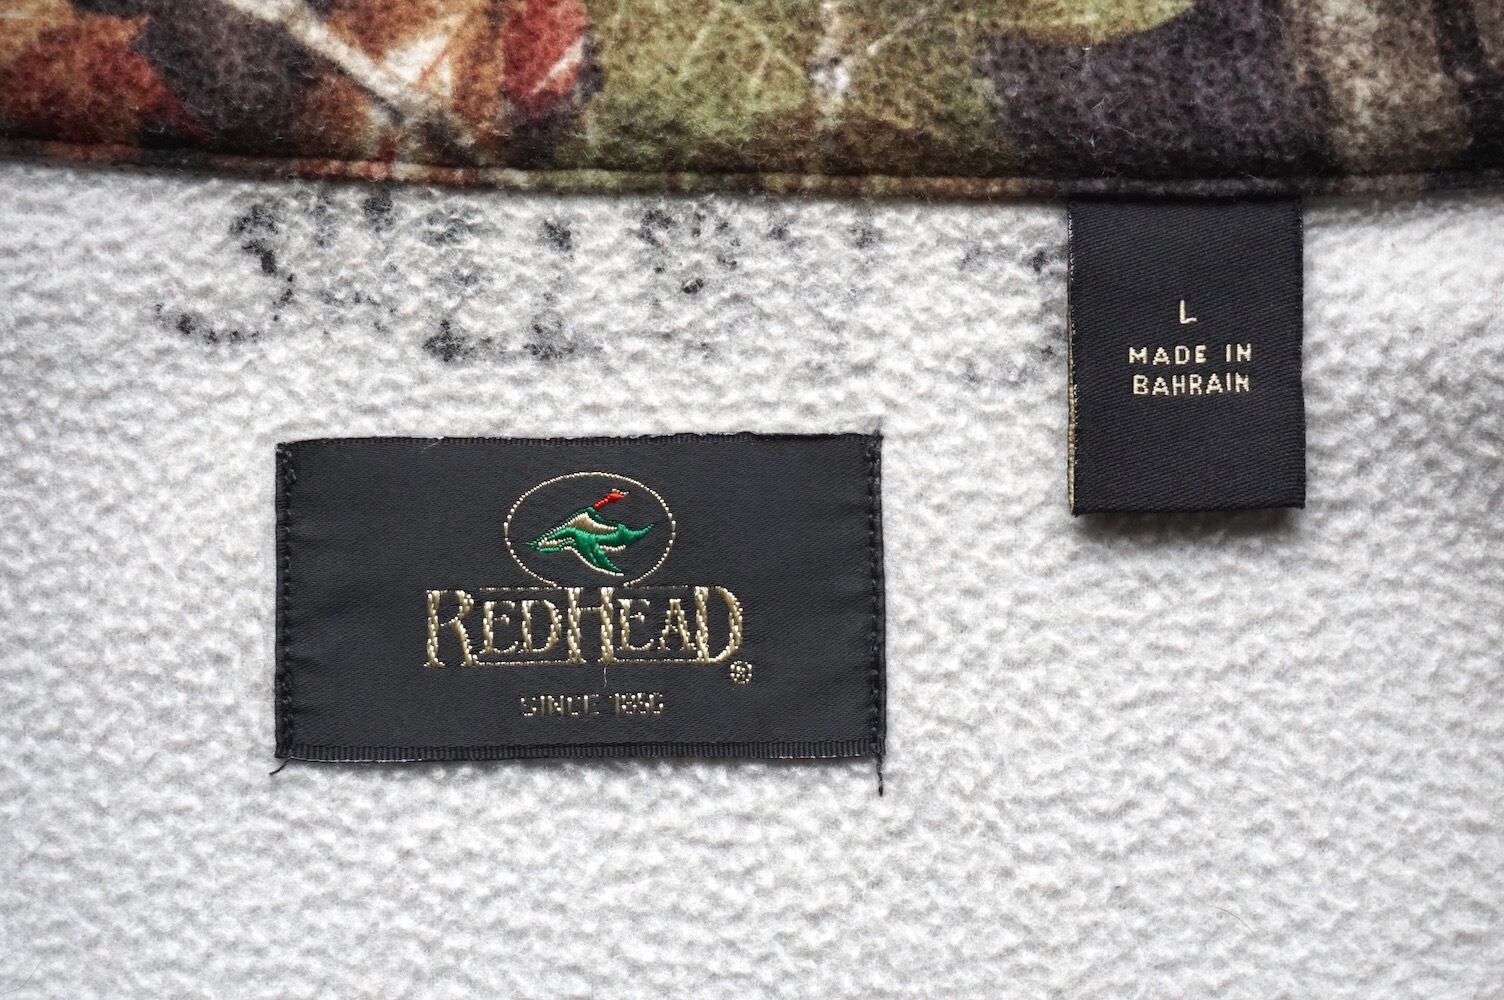 L
MADE IN
BAHRAIN
REDHEAD®
SINCE 1856